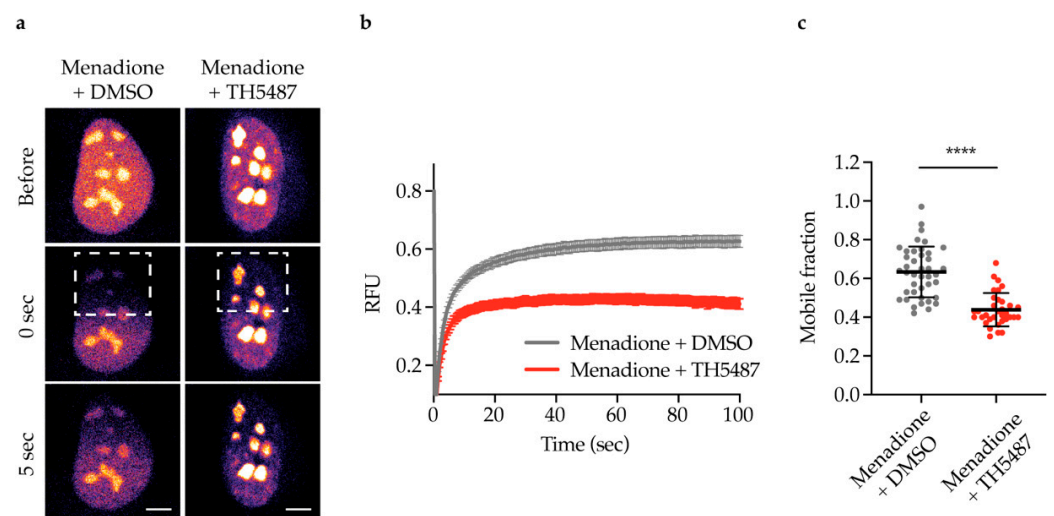 a
Menadione
+ DMSO
Menadione
+ TH5487
Before
0 sec
5 sec
b
0.8
0.6
0.4
0.2
RFU
Menadione + DMSO
Menadione + TH5487
0
20
40
60
80
100
Time (sec)
c
****
1.2
1.0
0.8
0.6
0.4
0.2
0.0
Mobile fraction
Menadione
+ DMSO
Menadione
+ TH5487